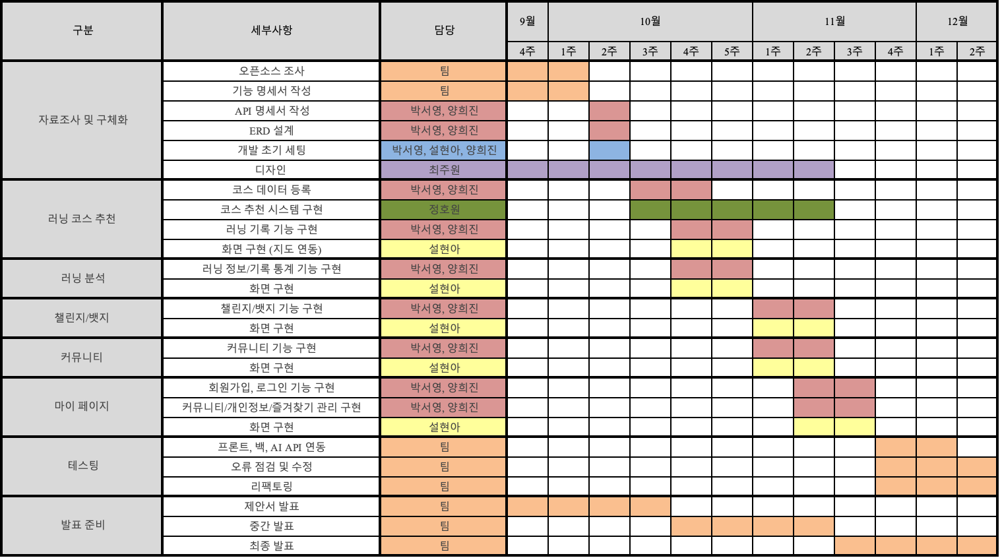 구분 세부사항 담당 9월 10월 11월 12월
4주 1주 2주 3주 4주 5주 1주 2주 3주 4주 1주 2주
자료조사 및 구체화
오픈소스 조사 팀
기능 명세서 작성 팀
API 명세서 작성 박서영, 양희진
ERD 설계 박서영, 양희진
개발 초기 세팅 박서영, 설현아, 양희진
디자인 최주원
러닝 코스 추천
코스 데이터 등록 박서영, 양희진
코스 추천 시스템 구현 정호원
러닝 기록 기능 구현 박서영, 양희진
화면 구현 (지도 연동) 설현아
러닝 분석
러닝 정보/기록 통계 기능 구현 박서영, 양희진
화면 구현 설현아
챌린지/뱃지
챌린지/뱃지 기능 구현 박서영, 양희진
화면 구현 설현아
커뮤니티
커뮤니티 기능 구현 박서영, 양희진
화면 구현 설현아
마이 페이지
회원가입, 로그인 기능 구현 박서영, 양희진
커뮤니티/개인정보/즐겨찾기 관리 구현 박서영, 양희진
화면 구현 설현아
테스팅
프론트, 백, AI API 연동 팀
오류 점검 및 수정 팀
리팩토링 팀
발표 준비
제안서 발표 팀
중간 발표 팀
최종 발표 팀